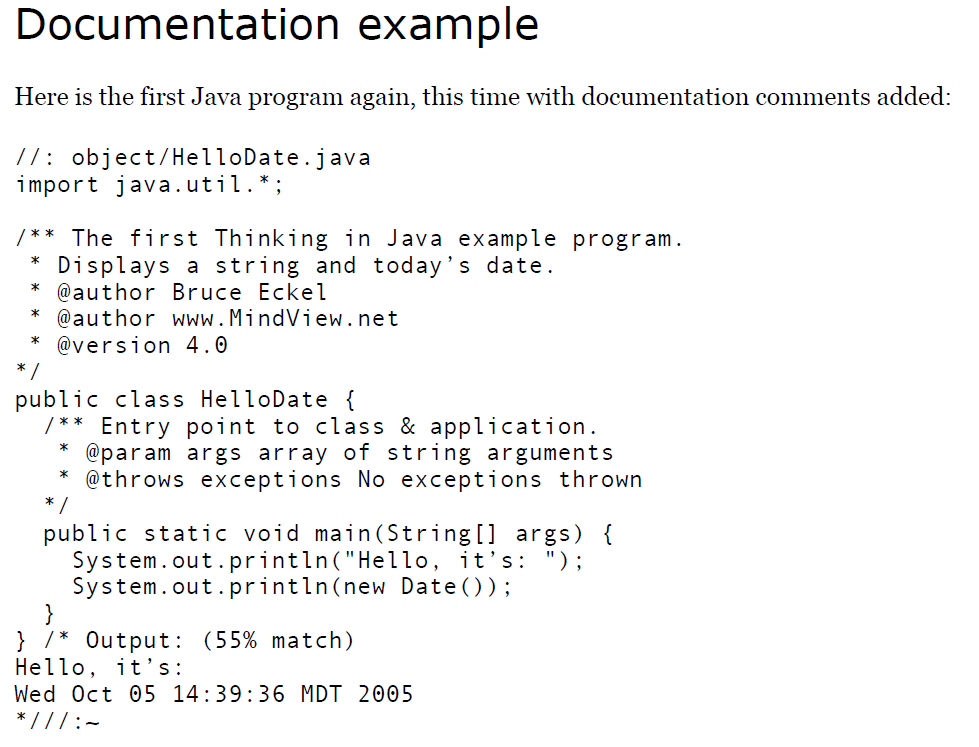 Documentation example
Here is the first Java program again, this time with documentation comments added:
//: object/HelloDate.java
import java.util.*;
/** The first Thinking in Java example program.
 * Displays a string and today’s date.
 * @author Bruce Eckel
 * @author www.MindView.net
 * @version 4.0
*/
public class HelloDate {
  /** Entry point to class & application.
   * @param args array of string arguments
   * @throws exceptions No exceptions thrown
  */
  public static void main(String[] args) {
    System.out.println("Hello, it’s: ");
    System.out.println(new Date());
  }
} /* Output: (55% match)
Hello, it’s:
Wed Oct 05 14:39:36 MDT 2005
*///:~